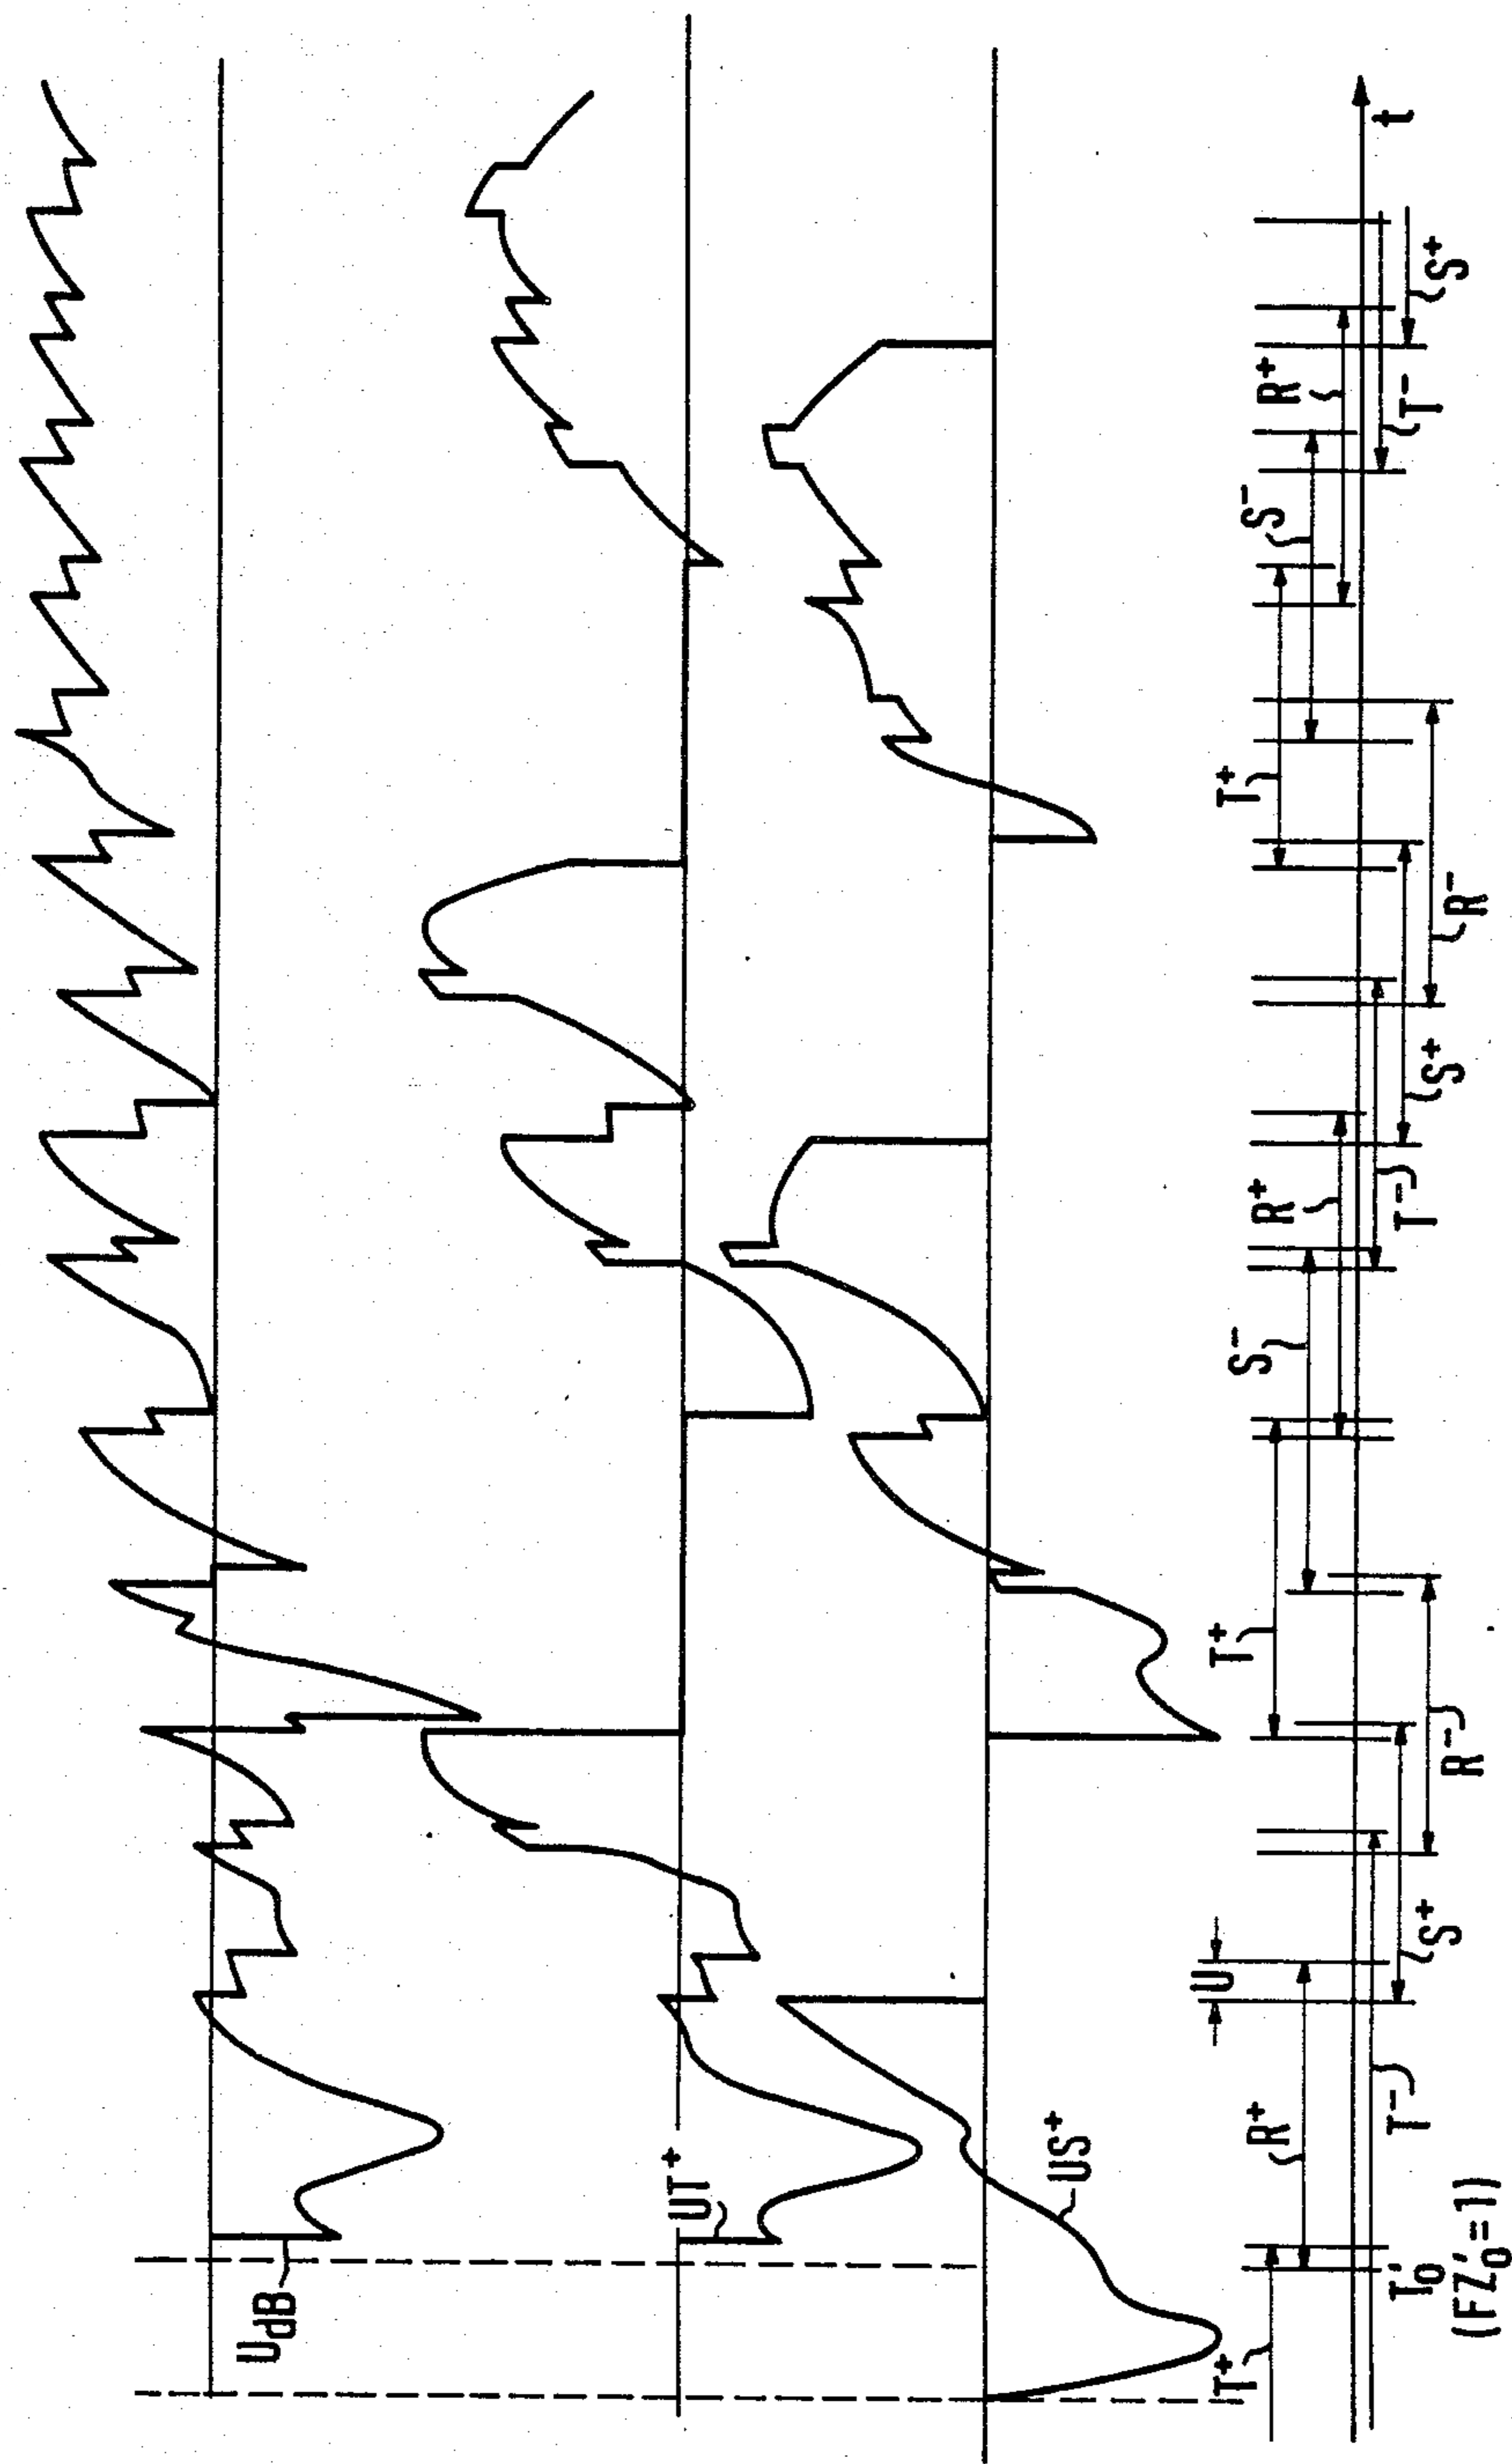 U_dB
UT⁺
US⁺
T⁺ U T⁺ T⁺
R⁺ S⁻ R⁺ S⁻ R⁺
t
T'₀ T⁻ T⁻ T⁻
S⁺ S⁺ S⁺
(FZ'₀=1) R⁻ R⁻